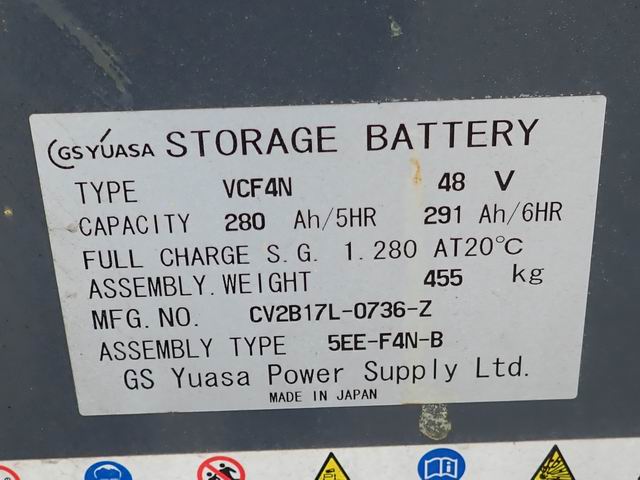 GS YUASA STORAGE BATTERY
TYPE VCF4N 48 V
CAPACITY 280 Ah/5HR 291 Ah/6HR
FULL CHARGE S.G. 1.280 AT20℃
ASSEMBLY.WEIGHT 455 kg
MFG.NO. CV2B17L-0736-Z
ASSEMBLY TYPE 5EE-F4N-B
GS Yuasa Power Supply Ltd.
MADE IN JAPAN